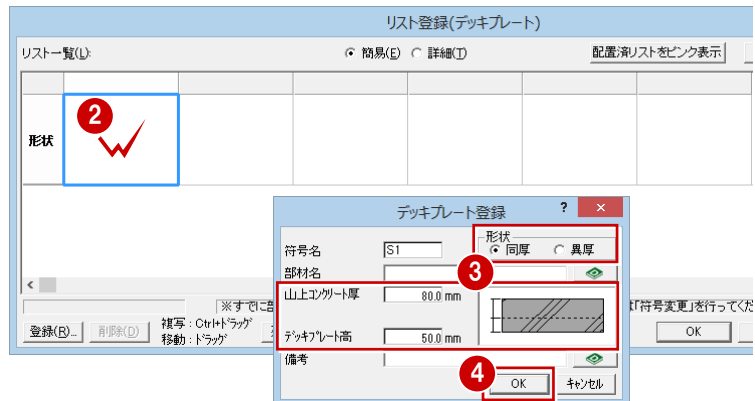 リスト登録(デッキプレート)
リスト一覧(L):
簡易(E) 詳細(T)
配置済リストをピンク表示
2
形状
デッキプレート登録 ? ×
符号名 S1
形状
同厚 異厚
3
部材名
山上コンクリート厚 80.0 mm
デッキプレート高 50.0 mm
備考
4
OK キャンセル
<
※すでに部
「符号変更」を行ってくだ
登録(R)... 削除(D)
複写 : Ctrl+ドラッグ
移動 : ドラッグ
OK